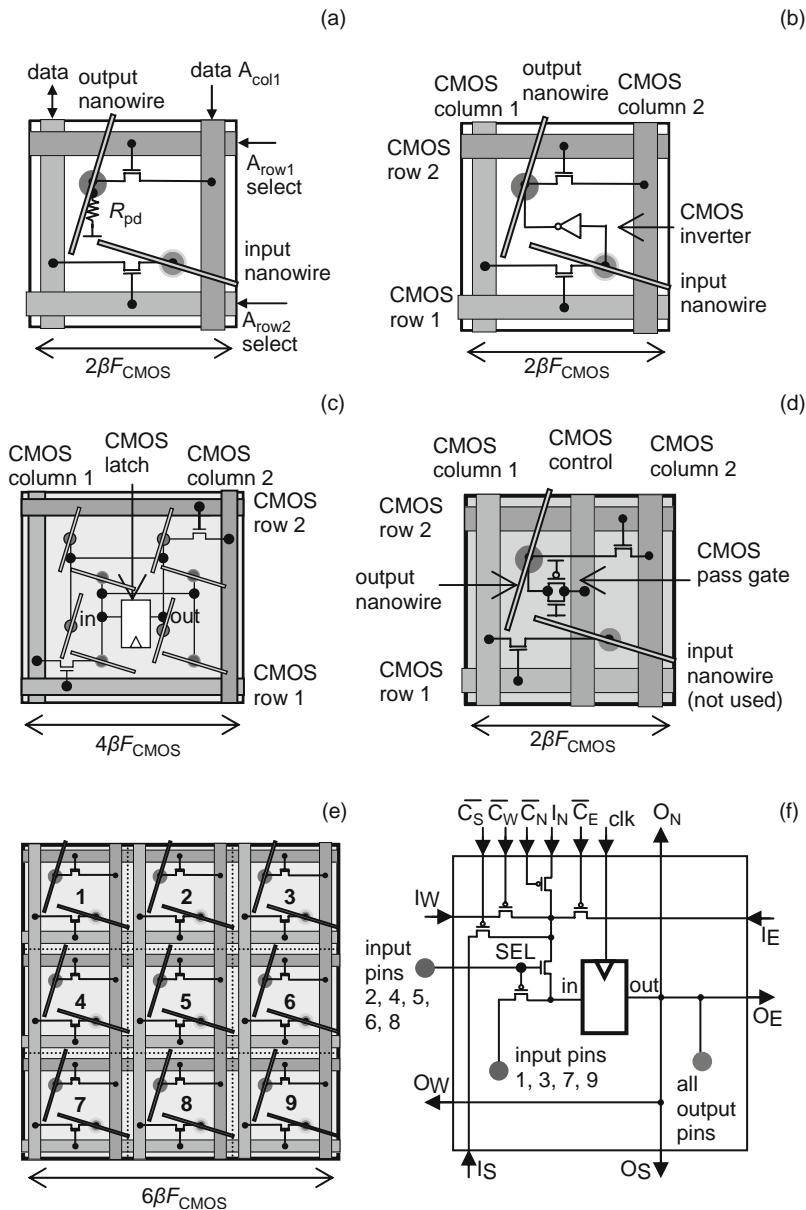 (a)
data
output nanowire
data A_col1
A_row1 select
R_pd
input nanowire
A_row2 select
2βF_CMOS
(b)
CMOS column 1
output nanowire
CMOS column 2
CMOS row 2
CMOS inverter
CMOS row 1
input nanowire
2βF_CMOS
(c)
CMOS column 1
CMOS latch
CMOS column 2
CMOS row 2
in
out
CMOS row 1
4βF_CMOS
(d)
CMOS column 1
CMOS control
CMOS column 2
CMOS row 2
output nanowire
CMOS pass gate
CMOS row 1
input nanowire (not used)
2βF_CMOS
(e)
1
2
3
4
5
6
7
8
9
6βF_CMOS
(f)
C̅_S
C̅_W
C̅_N
I_N
C̅_E
clk
O_N
I_W
I_E
input pins 2, 4, 5, 6, 8
SEL
in
out
O_E
input pins 1, 3, 7, 9
all output pins
O_W
I_S
O_S